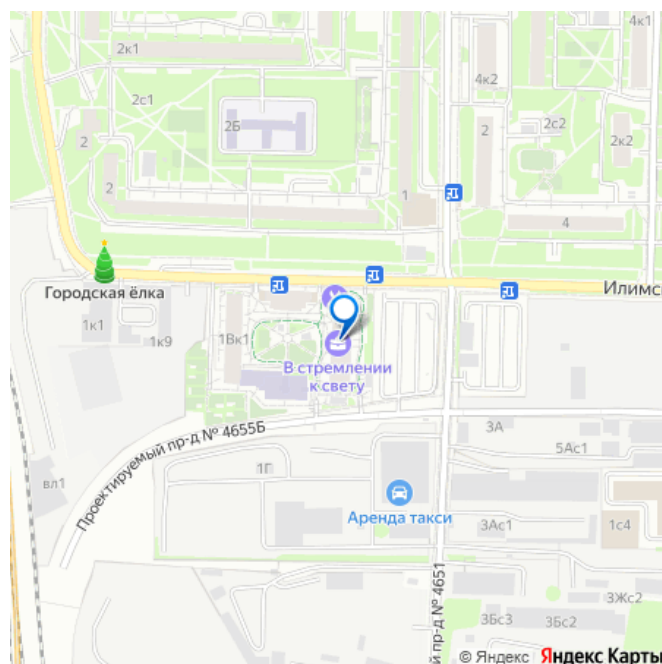 2к1
4к1
4к2
2с1
2Б
2
2
2с2
2к2
2
1
4
Городская ёлка
Илимс
1к1
1к9
1Вк1
В стремлении
к свету
Проектируемый пр-д № 4655Б
3А
5Ас1
1Г
вл1
Аренда такси
3Ас1
1с4
й пр-д № 4651
3Жс2
3Бс3
3Бс2
© Яндекс Яндекс Карты